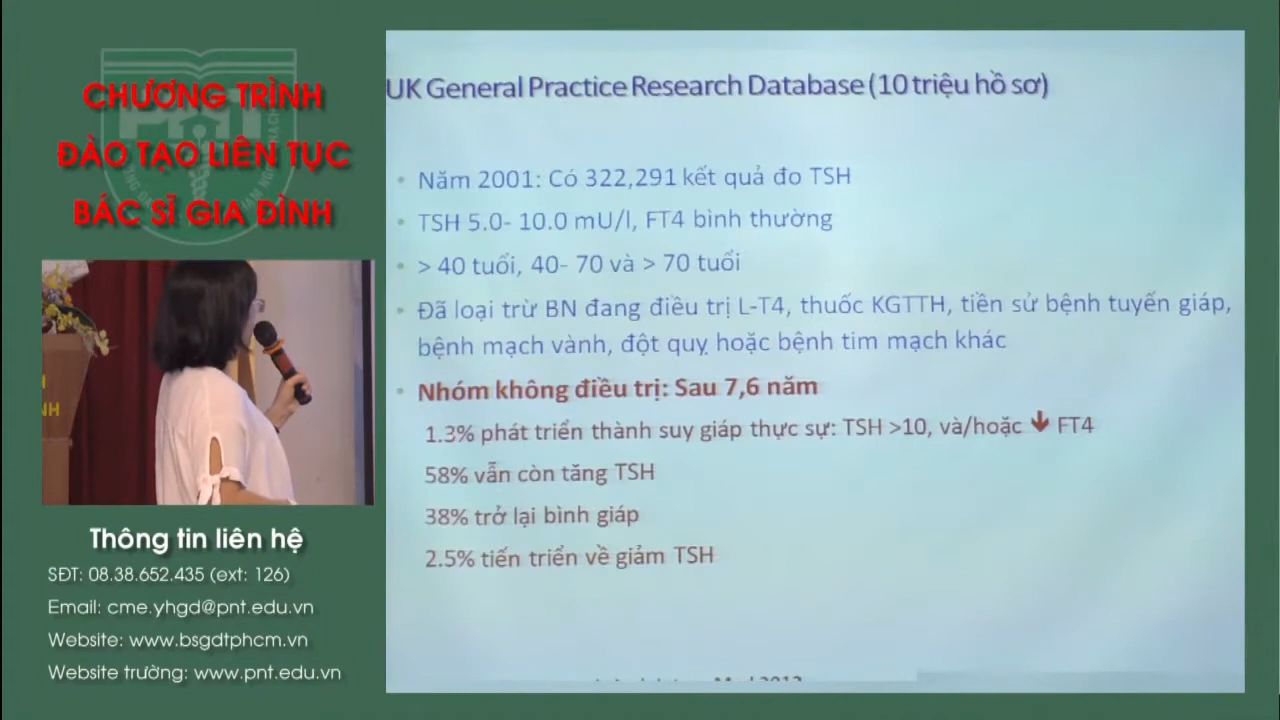 CHƯƠNG TRÌNH
ĐÀO TẠO LIÊN TỤC
BÁC SĨ GIA ĐÌNH
PNT
Thông tin liên hệ
SĐT: 08.38.652.435 (ext: 126)
Email: cme.yhgd@pnt.edu.vn
Website: www.bsgdtphcm.vn
Website trường: www.pnt.edu.vn
UK General Practice Research Database (10 triệu hồ sơ)
• Năm 2001: Có 322,291 kết quả đo TSH
• TSH 5.0- 10.0 mU/l, FT4 bình thường
• > 40 tuổi, 40- 70 và > 70 tuổi
• Đã loại trừ BN đang điều trị L-T4, thuốc KGTTH, tiền sử bệnh tuyến giáp,
bệnh mạch vành, đột quỵ hoặc bệnh tim mạch khác
• Nhóm không điều trị: Sau 7,6 năm
1.3% phát triển thành suy giáp thực sự: TSH >10, và/hoặc ↓ FT4
58% vẫn còn tăng TSH
38% trở lại bình giáp
2.5% tiến triển về giảm TSH